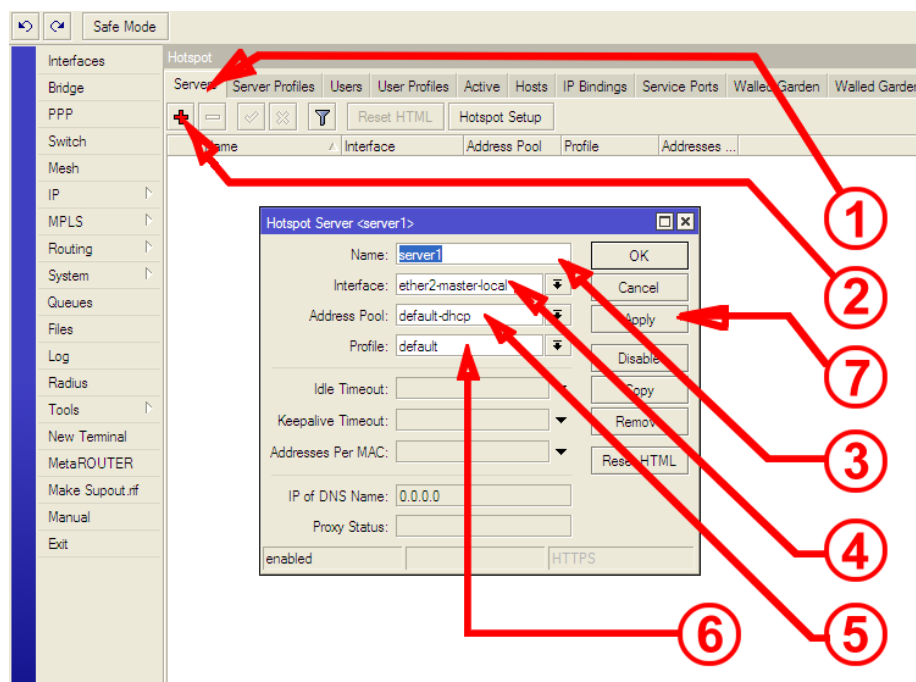 Safe Mode
Interfaces
Bridge
PPP
Switch
Mesh
IP
MPLS
Routing
System
Queues
Files
Log
Radius
Tools
New Terminal
MetaROUTER
Make Supout.rif
Manual
Exit
Hotspot
Servers Server Profiles Users User Profiles Active Hosts IP Bindings Service Ports Walled Garden Walled Garden
Reset HTML Hotspot Setup
Name Interface Address Pool Profile Addresses ...
Hotspot Server <server1>
Name: server1 OK
Interface: ether2-master-local Cancel
Address Pool: default-dhcp Apply
Profile: default Disable
Idle Timeout: Copy
Keepalive Timeout: Remove
Addresses Per MAC: Reset HTML
IP of DNS Name: 0.0.0.0
Proxy Status:
enabled HTTPS
1
2
7
3
4
6 5